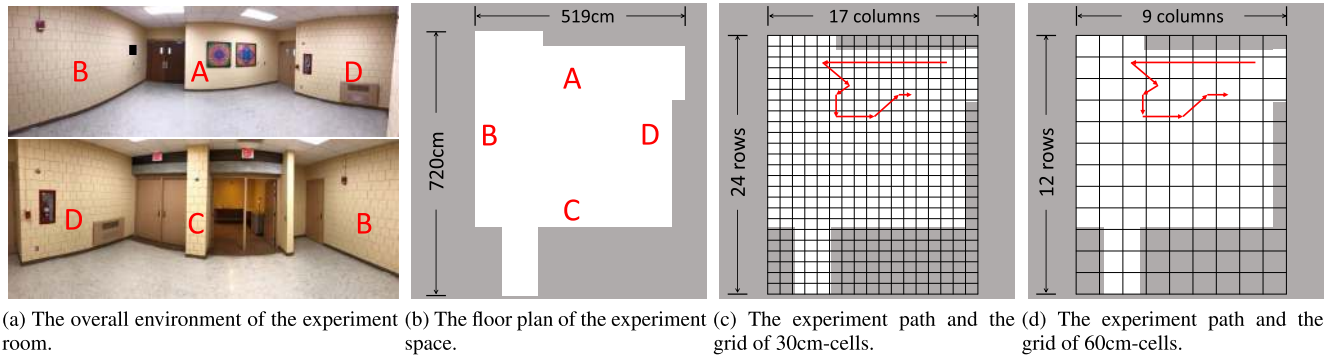 B
A
D
D
C
B
519cm
720cm
A
B
D
C
17 columns
24 rows
9 columns
12 rows
(a) The overall environment of the experiment
room.
(b) The floor plan of the experiment
space.
(c) The experiment path and the
grid of 30cm-cells.
(d) The experiment path and the
grid of 60cm-cells.